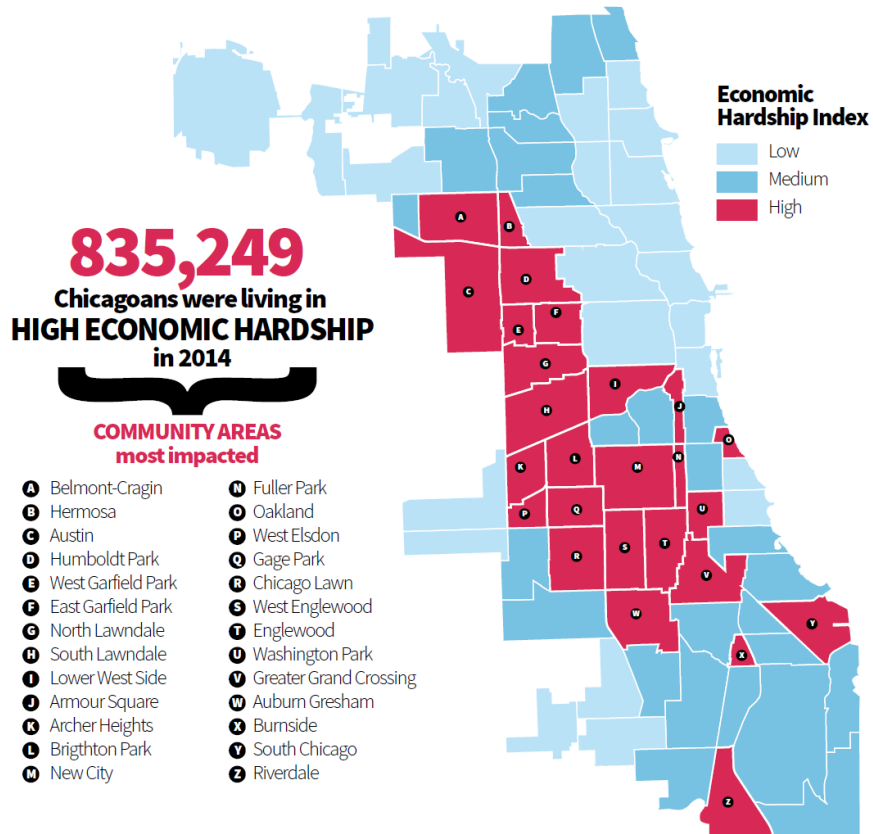 Economic
Hardship Index
Low
Medium
High
835,249
Chicagoans were living in
HIGH ECONOMIC HARDSHIP
in 2014
COMMUNITY AREAS
most impacted
A Belmont-Cragin
B Hermosa
C Austin
D Humboldt Park
E West Garfield Park
F East Garfield Park
G North Lawndale
H South Lawndale
I Lower West Side
J Armour Square
K Archer Heights
L Brigthton Park
M New City
N Fuller Park
O Oakland
P West Elsdon
Q Gage Park
R Chicago Lawn
S West Englewood
T Englewood
U Washington Park
V Greater Grand Crossing
W Auburn Gresham
X Burnside
Y South Chicago
Z Riverdale
A
B
C
D
E
F
G
H
I
J
K
L
M
N
O
P
Q
R
S
T
U
V
W
X
Y
Z